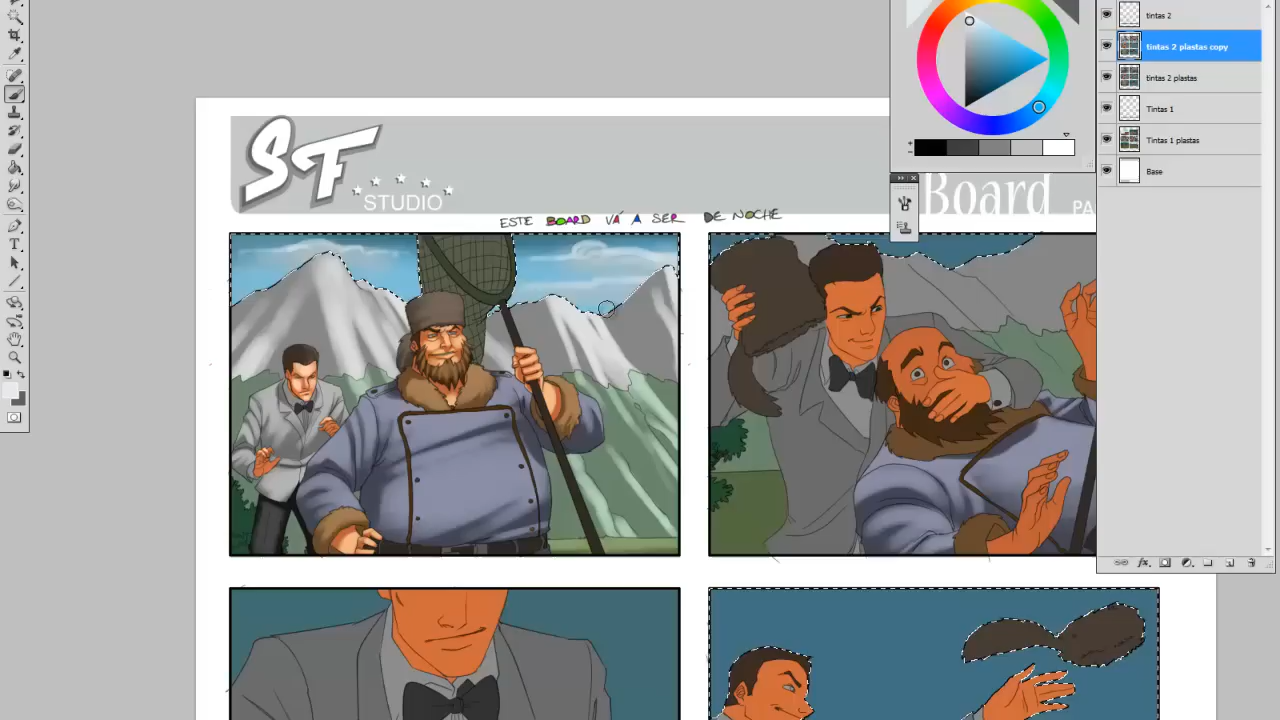 tintas 2
tintas 2 plastas copy
tintas 2 plastas
Tintas 1
Tintas 1 plastas
Base
SF
STUDIO
Board
PA
ESTE BOARD VÁ A SER DE NOCHE